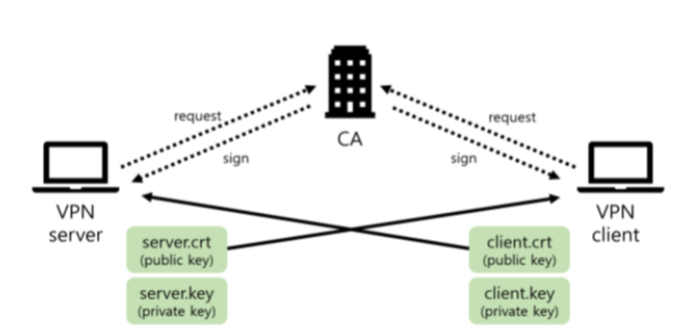 CA
request
request
sign
sign
VPN
server
VPN
client
server.crt
(public key)
client.crt
(public key)
server.key
(private key)
client.key
(private key)